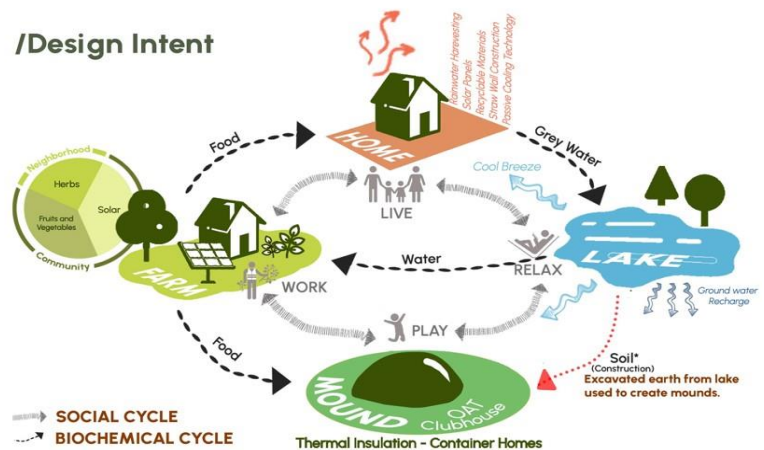 /Design Intent
Rainwater Harevesting
Solar Panels
Recyclable Materials
Straw Wall Construction
Passive Cooling Technology
HOME
Food
Grey Water
Cool Breeze
Neighborhood
Herbs
Solar
Fruits and
Vegetables
Community
LIVE
FARM
WORK
Water
RELAX
LAKE
Ground water
Recharge
PLAY
Food
Soil*
(Construction)
Excavated earth from lake
used to create mounds.
MOUND
OAT
Clubhouse
SOCIAL CYCLE
BIOCHEMICAL CYCLE
Thermal Insulation - Container Homes